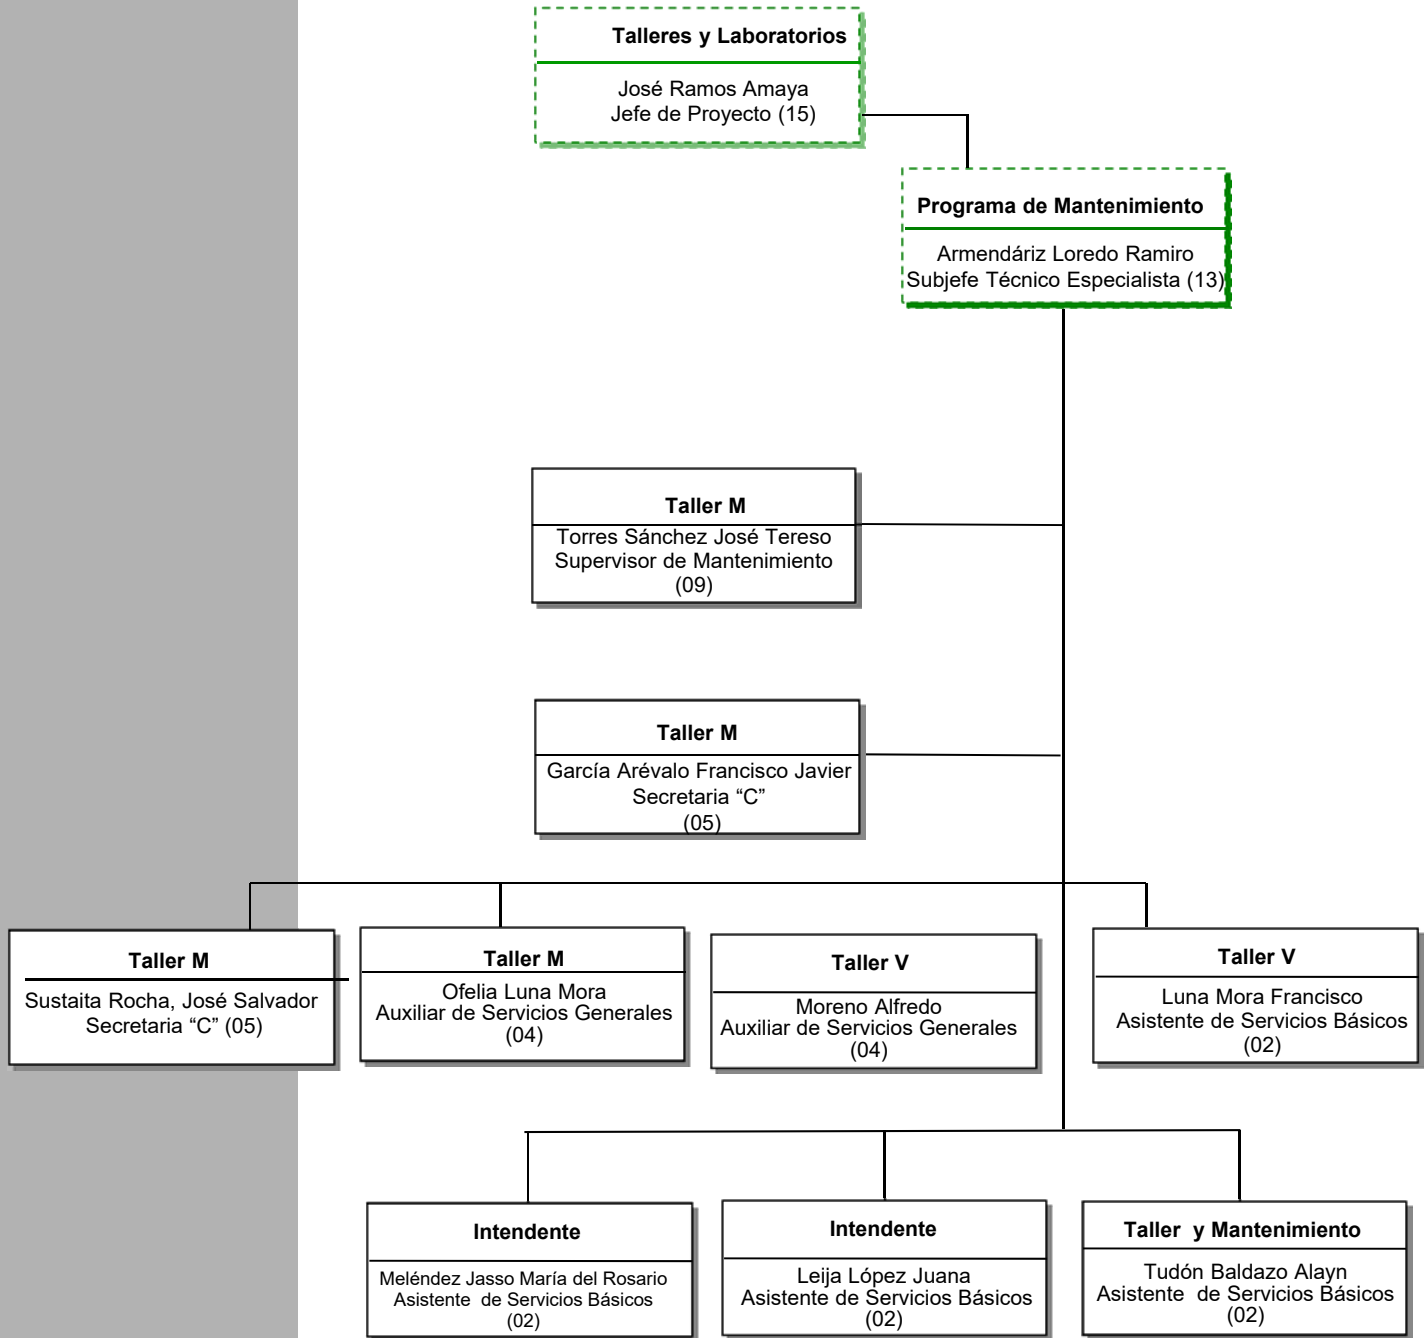 Talleres y Laboratorios
José Ramos Amaya
Jefe de Proyecto (15)
Programa de Mantenimiento
Armendáriz Loredo Ramiro
Subjefe Técnico Especialista (13)
Taller M
Torres Sánchez José Tereso
Supervisor de Mantenimiento
(09)
Taller M
García Arévalo Francisco Javier
Secretaria “C”
(05)
Taller M
Sustaita Rocha, José Salvador
Secretaria “C” (05)
Taller M
Ofelia Luna Mora
Auxiliar de Servicios Generales
(04)
Taller V
Moreno Alfredo
Auxiliar de Servicios Generales
(04)
Taller V
Luna Mora Francisco
Asistente de Servicios Básicos
(02)
Intendente
Meléndez Jasso María del Rosario
Asistente de Servicios Básicos
(02)
Intendente
Leija López Juana
Asistente de Servicios Básicos
(02)
Taller y Mantenimiento
Tudón Baldazo Alayn
Asistente de Servicios Básicos
(02)